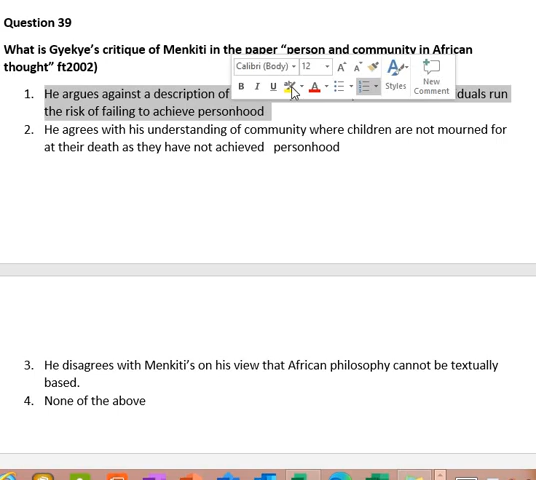 Question 39
What is Gyekye's critique of Menkiti in the paper "person and community in African
thought" ft2002)
Calibri (Body) 12 A A A
B I U aby A Styles New
Comment
1. He argues against a description of duals run
the risk of failing to achieve personhood
2. He agrees with his understanding of community where children are not mourned for
at their death as they have not achieved personhood
3. He disagrees with Menkiti's on his view that African philosophy cannot be textually
based.
4. None of the above